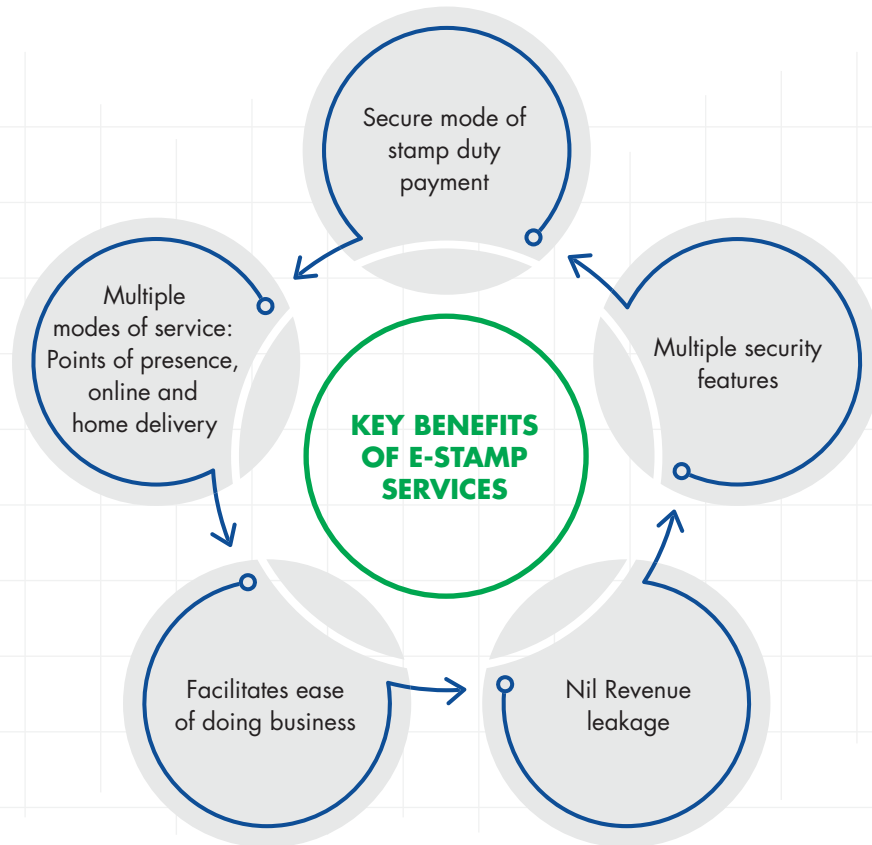 Secure mode of
stamp duty
payment
Multiple
modes of service:
Points of presence,
online and
home delivery
Multiple security
features
KEY BENEFITS
OF E-STAMP
SERVICES
Facilitates ease
of doing business
Nil Revenue
leakage